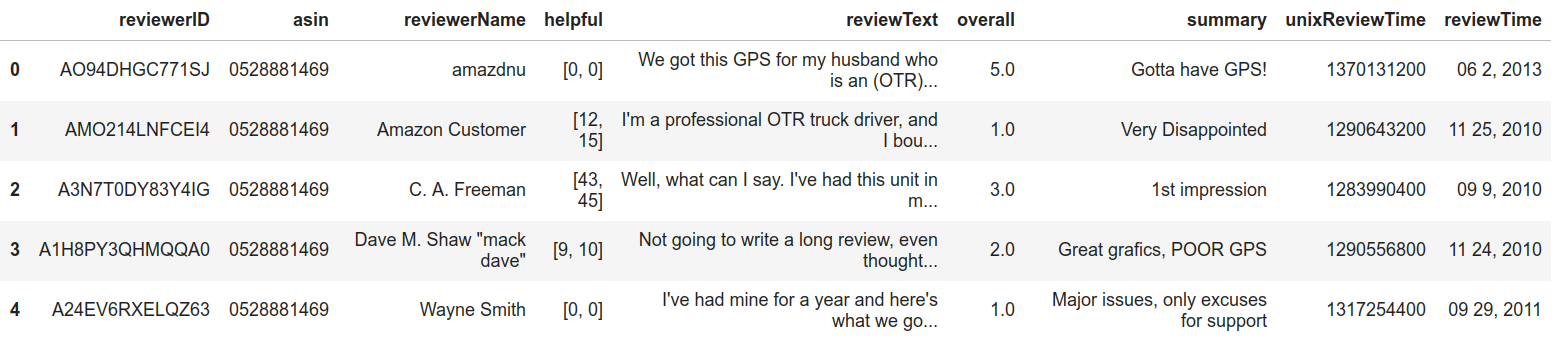 reviewerID asin reviewerName helpful reviewText overall summary unixReviewTime reviewTime
0 AO94DHGC771SJ 0528881469 amazdnu [0, 0] We got this GPS for my husband who is an (OTR)... 5.0 Gotta have GPS! 1370131200 06 2, 2013
1 AMO214LNFCEI4 0528881469 Amazon Customer [12, 15] I'm a professional OTR truck driver, and I bou... 1.0 Very Disappointed 1290643200 11 25, 2010
2 A3N7T0DY83Y4IG 0528881469 C. A. Freeman [43, 45] Well, what can I say. I've had this unit in m... 3.0 1st impression 1283990400 09 9, 2010
3 A1H8PY3QHMQQA0 0528881469 Dave M. Shaw "mack dave" [9, 10] Not going to write a long review, even thought... 2.0 Great grafics, POOR GPS 1290556800 11 24, 2010
4 A24EV6RXELQZ63 0528881469 Wayne Smith [0, 0] I've had mine for a year and here's what we go... 1.0 Major issues, only excuses for support 1317254400 09 29, 2011